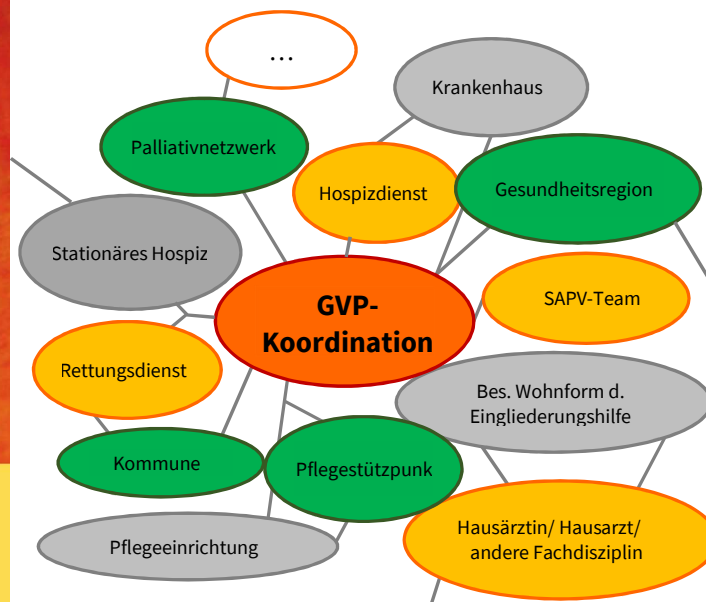 ...
Krankenhaus
Palliativnetzwerk
Hospizdienst
Gesundheitsregion
Stationäres Hospiz
SAPV-Team
GVP-
Koordination
Rettungsdienst
Bes. Wohnform d.
Eingliederungshilfe
Kommune
Pflegestützpunk
Hausärztin/ Hausarzt/
andere Fachdisziplin
Pflegeeinrichtung